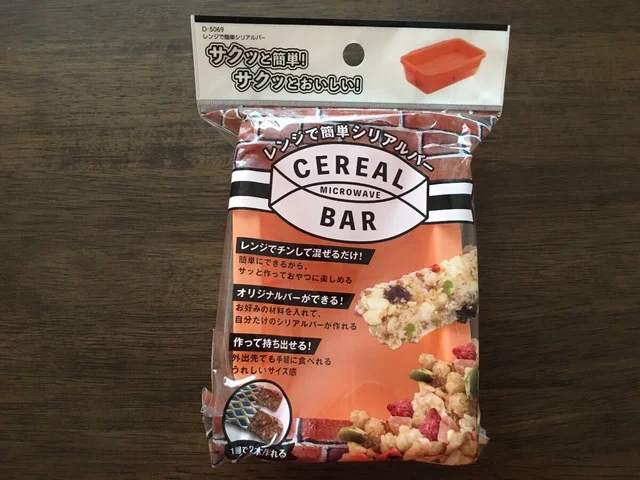 D-5069
レンジで簡単シリアルバー
サクッと簡単!
サクッとおいしい!
レンジで簡単シリアルバー
CEREAL
MICROWAVE
BAR
レンジでチンして混ぜるだけ!
簡単にできるから、
サッと作っておやつに楽しめる
オリジナルバーができる!
お好みの材料を入れて、
自分だけのシリアルバーが作れる
作って持ち出せる!
外出先でも手軽に食べれる
うれしいサイズ感
1回で2本作れる